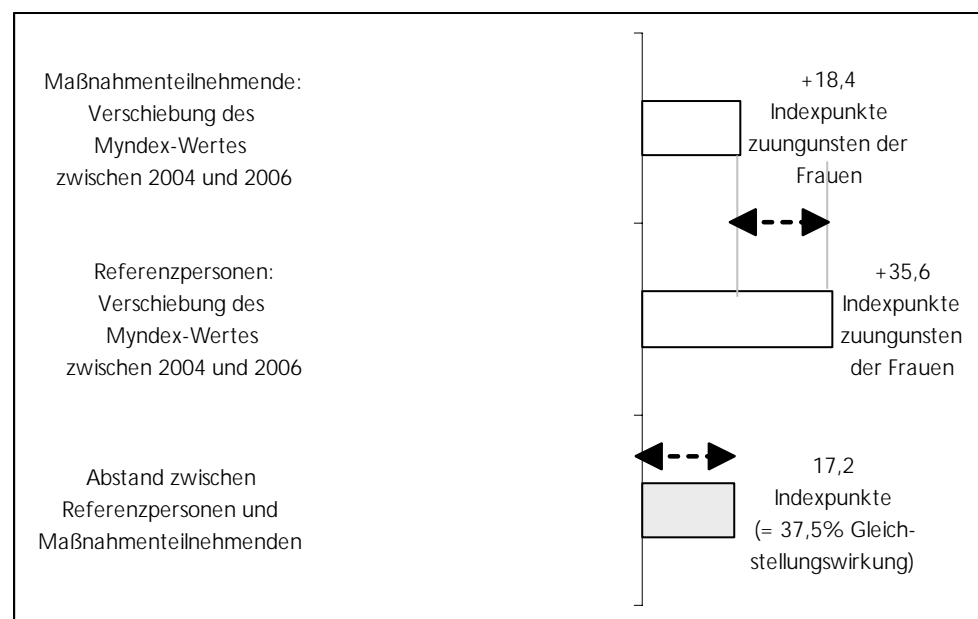 Maßnahmenteilnehmende:
Verschiebung des
Myndex-Wertes
zwischen 2004 und 2006
+18,4
Indexpunkte
zuungunsten der
Frauen
Referenzpersonen:
Verschiebung des
Myndex-Wertes
zwischen 2004 und 2006
+35,6
Indexpunkte
zuungunsten
der Frauen
Abstand zwischen
Referenzpersonen und
Maßnahmenteilnehmenden
17,2
Indexpunkte
(= 37,5% Gleich-
stellungswirkung)